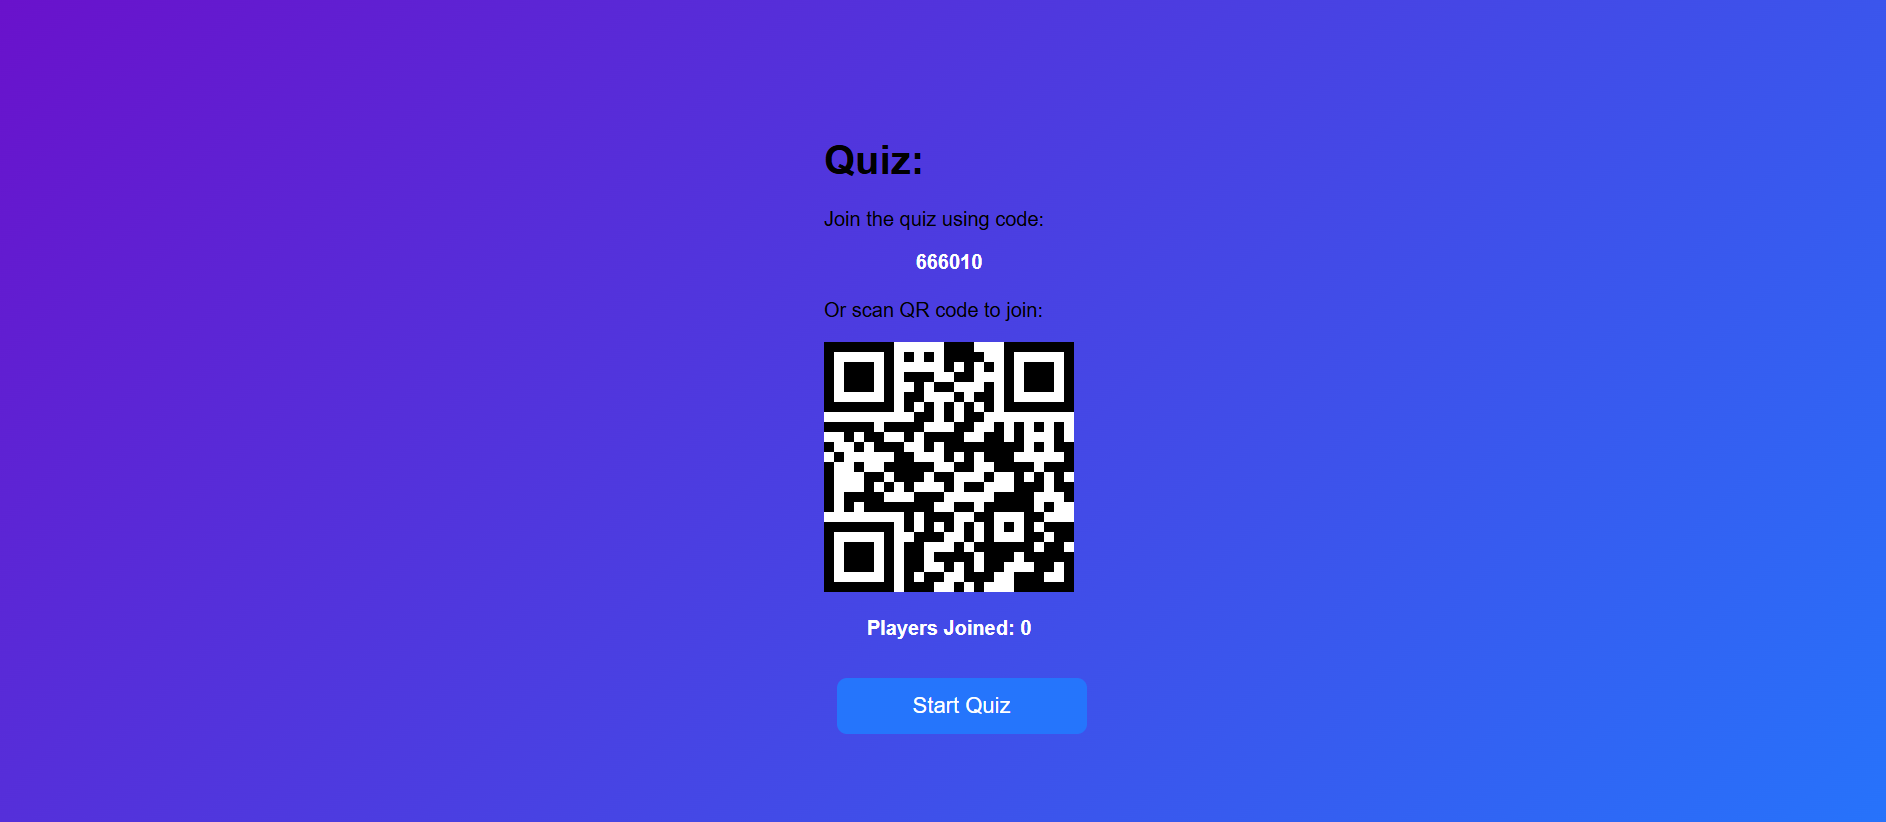 Quiz:
Join the quiz using code:
666010
Or scan QR code to join:
Players Joined: 0
Start Quiz